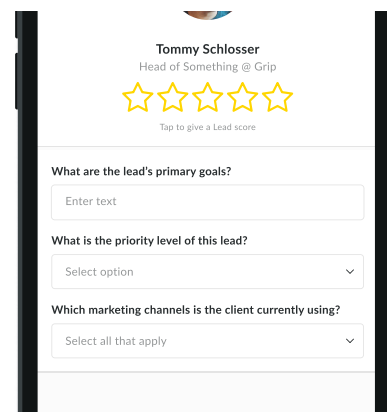 Tommy Schlosser
Head of Something @ Grip
Tap to give a Lead score
What are the lead's primary goals?
Enter text
What is the priority level of this lead?
Select option
Which marketing channels is the client currently using?
Select all that apply